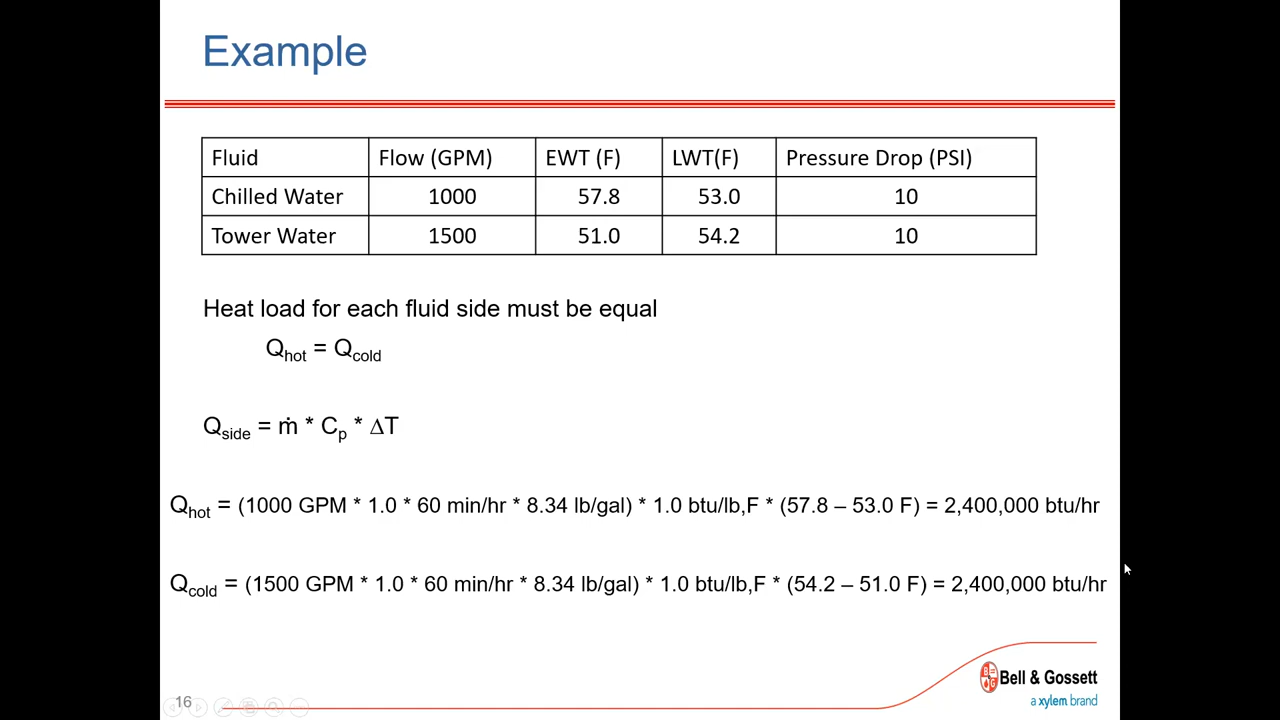 Example
Fluid Flow (GPM) EWT (F) LWT(F) Pressure Drop (PSI)
Chilled Water 1000 57.8 53.0 10
Tower Water 1500 51.0 54.2 10
Heat load for each fluid side must be equal
Qhot = Qcold
Qside = ṁ * Cp * ΔT
Qhot = (1000 GPM * 1.0 * 60 min/hr * 8.34 lb/gal) * 1.0 btu/lb,F * (57.8 – 53.0 F) = 2,400,000 btu/hr
Qcold = (1500 GPM * 1.0 * 60 min/hr * 8.34 lb/gal) * 1.0 btu/lb,F * (54.2 – 51.0 F) = 2,400,000 btu/hr
B G
Bell & Gossett
a xylem brand
16